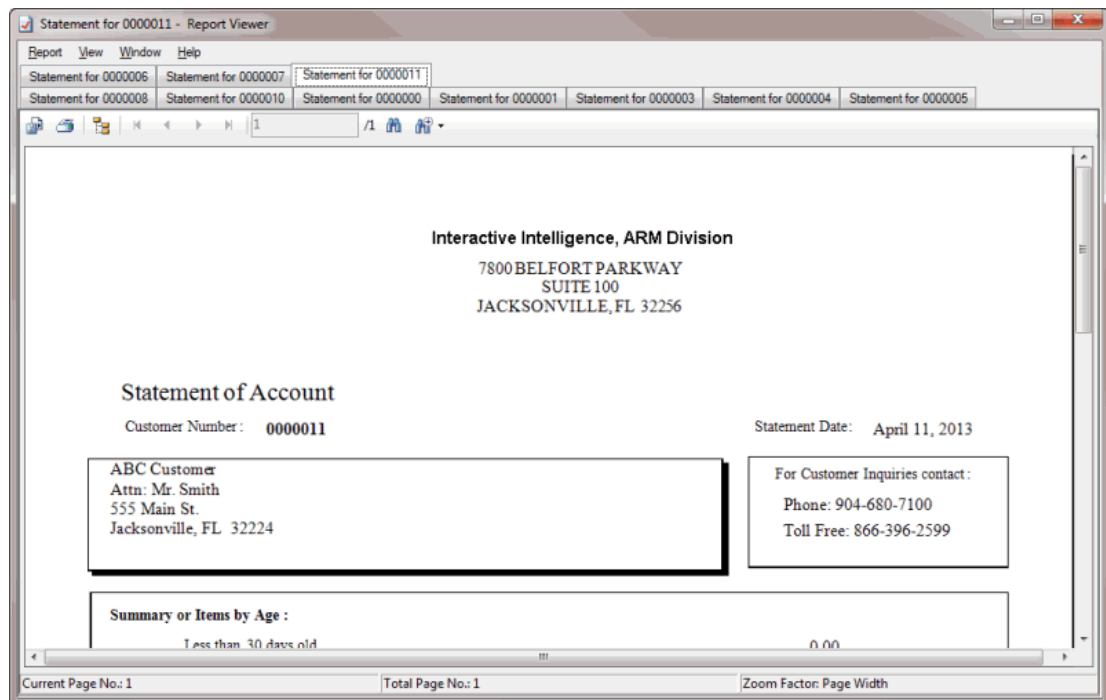 Statement for 0000011 - Report Viewer
Report View Window Help
Statement for 0000006 Statement for 0000007 Statement for 0000011
Statement for 0000008 Statement for 0000010 Statement for 0000000 Statement for 0000001 Statement for 0000003 Statement for 0000004 Statement for 0000005
1 /1
Interactive Intelligence, ARM Division
7800 BELFORT PARKWAY
SUITE 100
JACKSONVILLE, FL 32256
Statement of Account
Customer Number : 0000011 Statement Date: April 11, 2013
ABC Customer
Attn: Mr. Smith
555 Main St.
Jacksonville, FL 32224
For Customer Inquiries contact :
Phone: 904-680-7100
Toll Free: 866-396-2599
Summary or Items by Age :
Less than 30 days old 0.00
Current Page No.: 1 Total Page No.: 1 Zoom Factor: Page Width